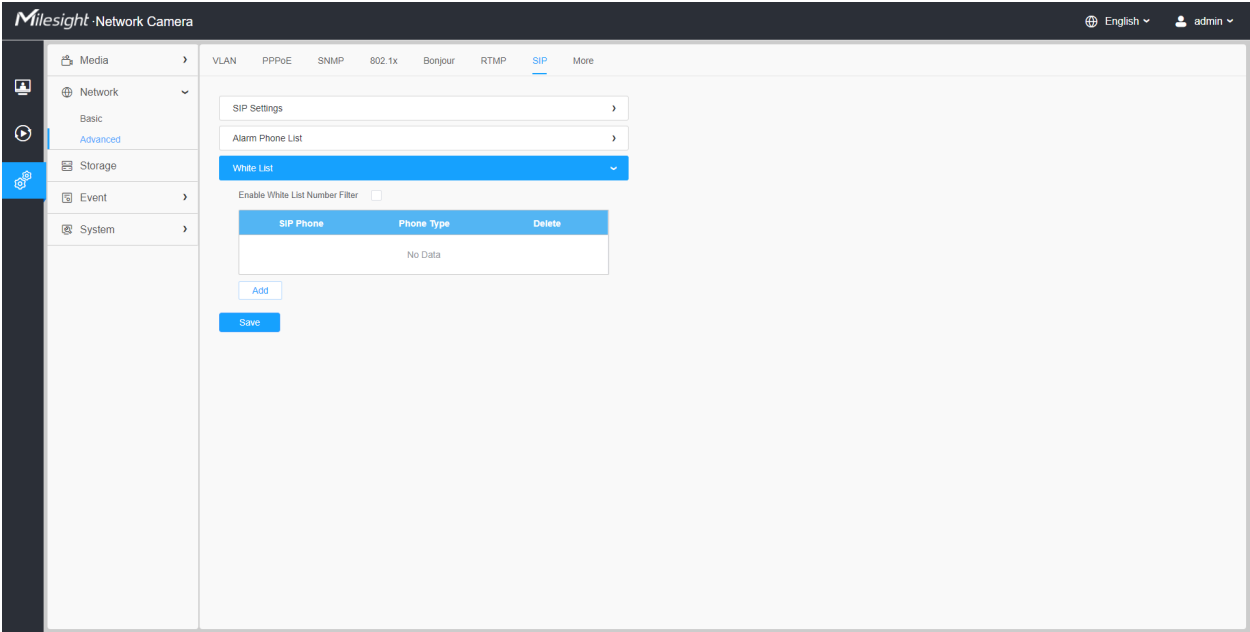 Milesight ·Network Camera
English
admin
Media
Network
Basic
Advanced
Storage
Event
System
VLAN PPPoE SNMP 802.1x Bonjour RTMP SIP More
SIP Settings
Alarm Phone List
White List
Enable White List Number Filter
SIP Phone Phone Type Delete
No Data
Add
Save